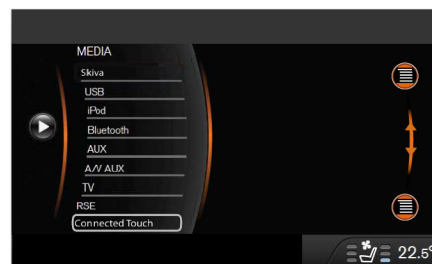 MEDIA
Skiva
USB
iPod
Bluetooth
AUX
A/V AUX
TV
RSE
Connected Touch
22.5°